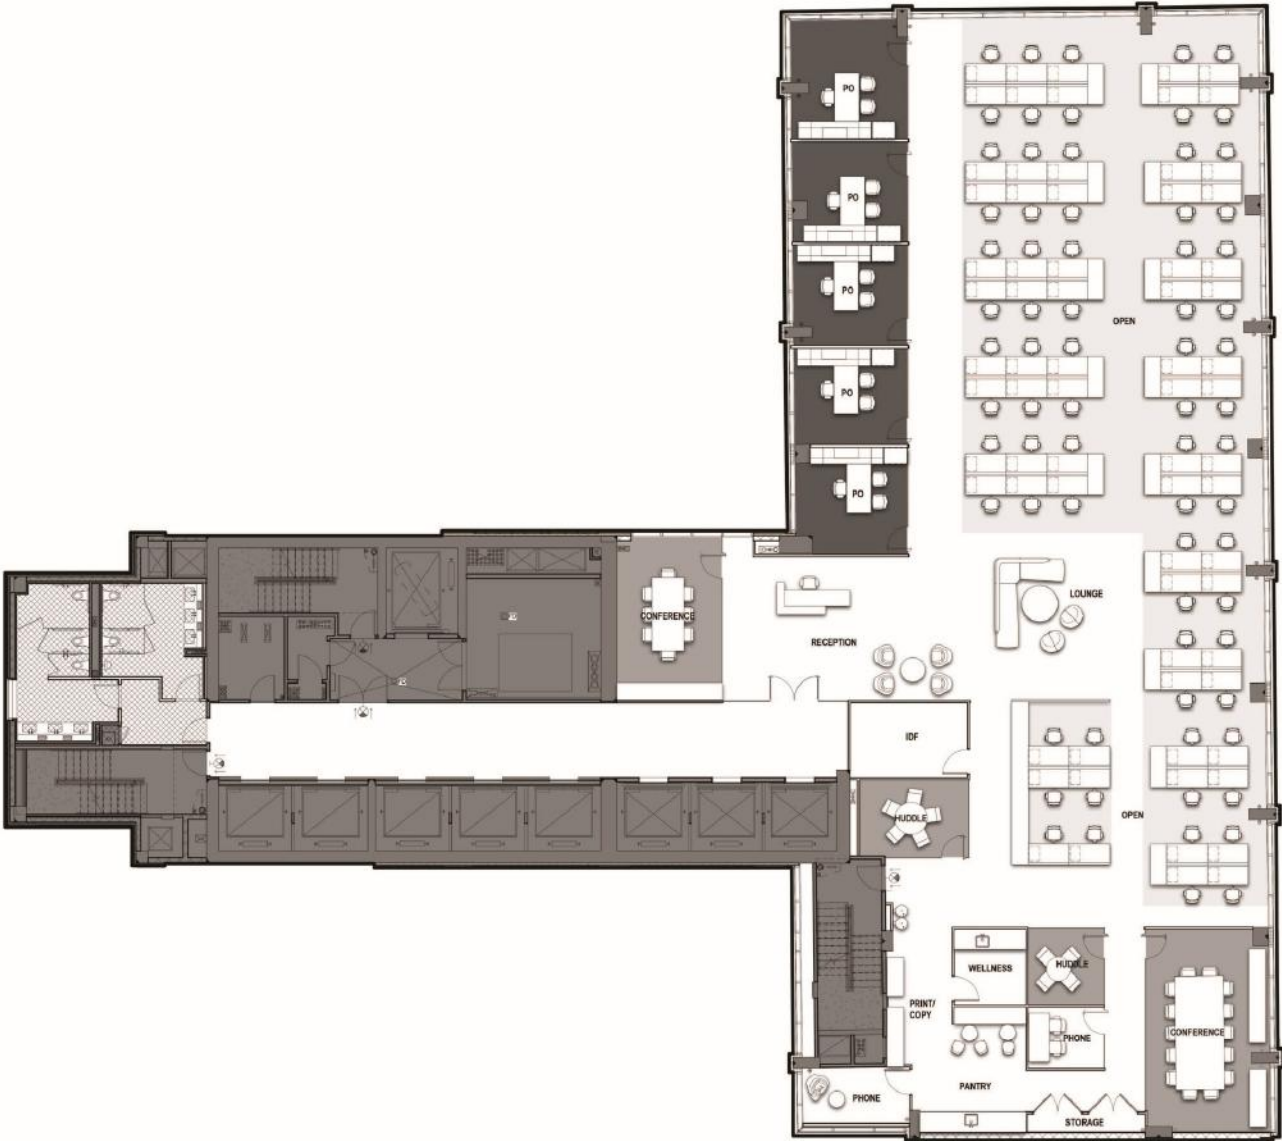 PO
PO
PO
OPEN
PO
PO
CONFERENCE
LOUNGE
RECEPTION
IDF
HUDDLE
OPEN
WELLNESS
HUDDLE
PRINT/
COPY
PHONE
CONFERENCE
PANTRY
PHONE
STORAGE